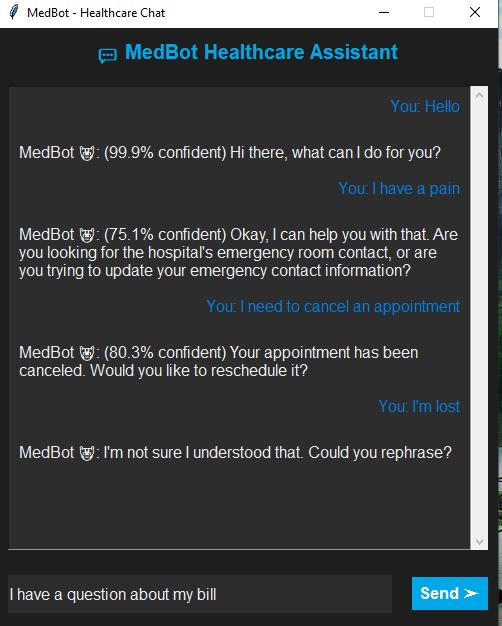 MedBot - Healthcare Chat
MedBot Healthcare Assistant
You: Hello
MedBot 🤖: (99.9% confident) Hi there, what can I do for you?
You: I have a pain
MedBot 🤖: (75.1% confident) Okay, I can help you with that. Are
you looking for the hospital's emergency room contact, or are
you trying to update your emergency contact information?
You: I need to cancel an appointment
MedBot 🤖: (80.3% confident) Your appointment has been
canceled. Would you like to reschedule it?
You: I'm lost
MedBot 🤖: I'm not sure I understood that. Could you rephrase?
I have a question about my bill
Send ➢